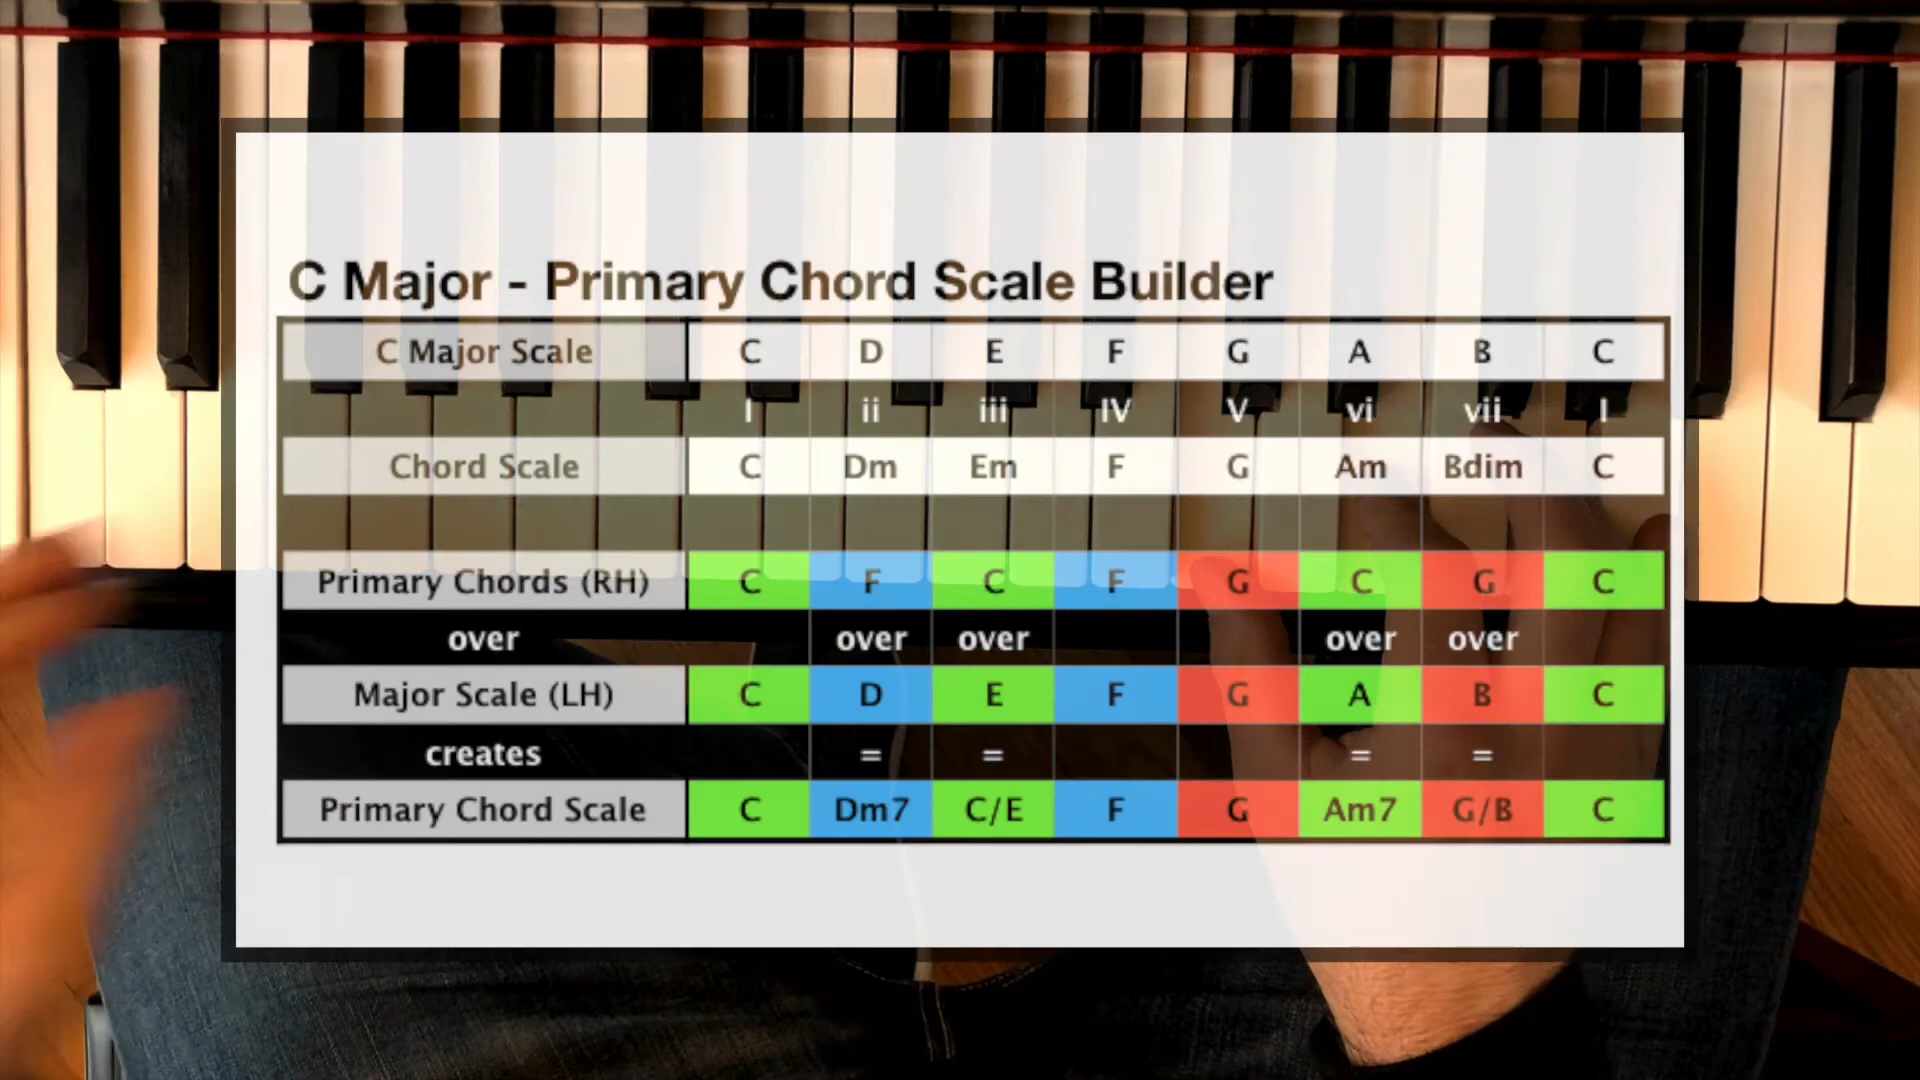 C Major - Primary Chord Scale Builder
C Major Scale C D E F G A B C
I ii iii IV V vi vii I
Chord Scale C Dm Em F G Am Bdim C
Primary Chords (RH) C F C F G C G C
over over over over over
Major Scale (LH) C D E F G A B C
creates = = = =
Primary Chord Scale C Dm7 C/E F G Am7 G/B C